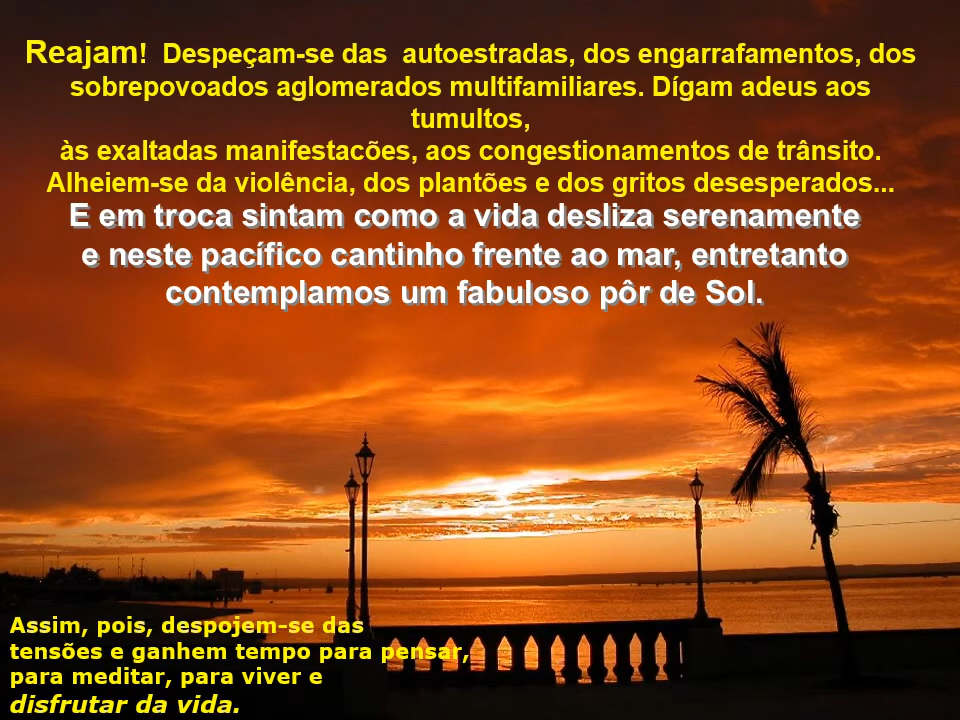 Reajam! Despeçam-se das autoestradas, dos engarrafamentos, dos
sobrepovoados aglomerados multifamiliares. Dígam adeus aos
tumultos,
às exaltadas manifestacões, aos congestionamentos de trânsito.
Alheiem-se da violência, dos plantões e dos gritos desesperados...
E em troca sintam como a vida desliza serenamente
e neste pacífico cantinho frente ao mar, entretanto
contemplamos um fabuloso pôr de Sol.
Assim, pois, despojem-se das
tensões e ganhem tempo para pensar,
para meditar, para viver e
disfrutar da vida.